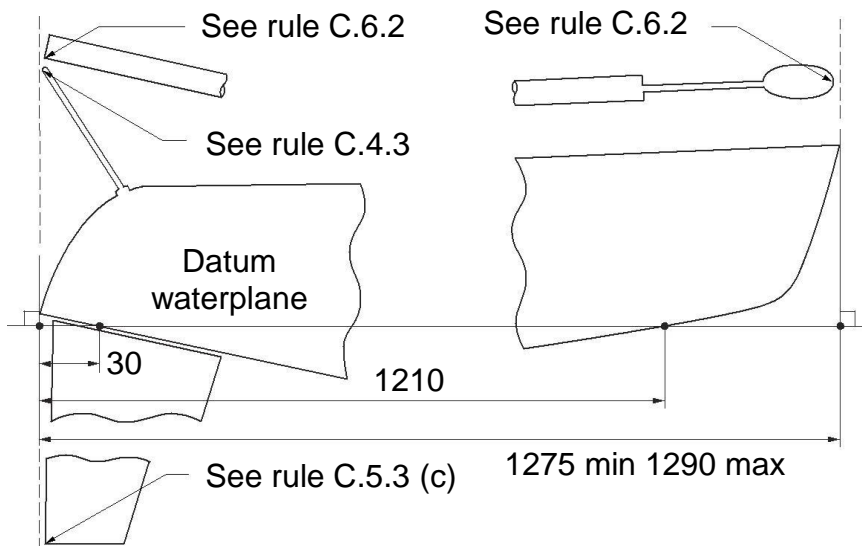 See rule C.6.2
See rule C.6.2
See rule C.4.3
Datum
waterplane
30
1210
1275 min 1290 max
See rule C.5.3 (c)